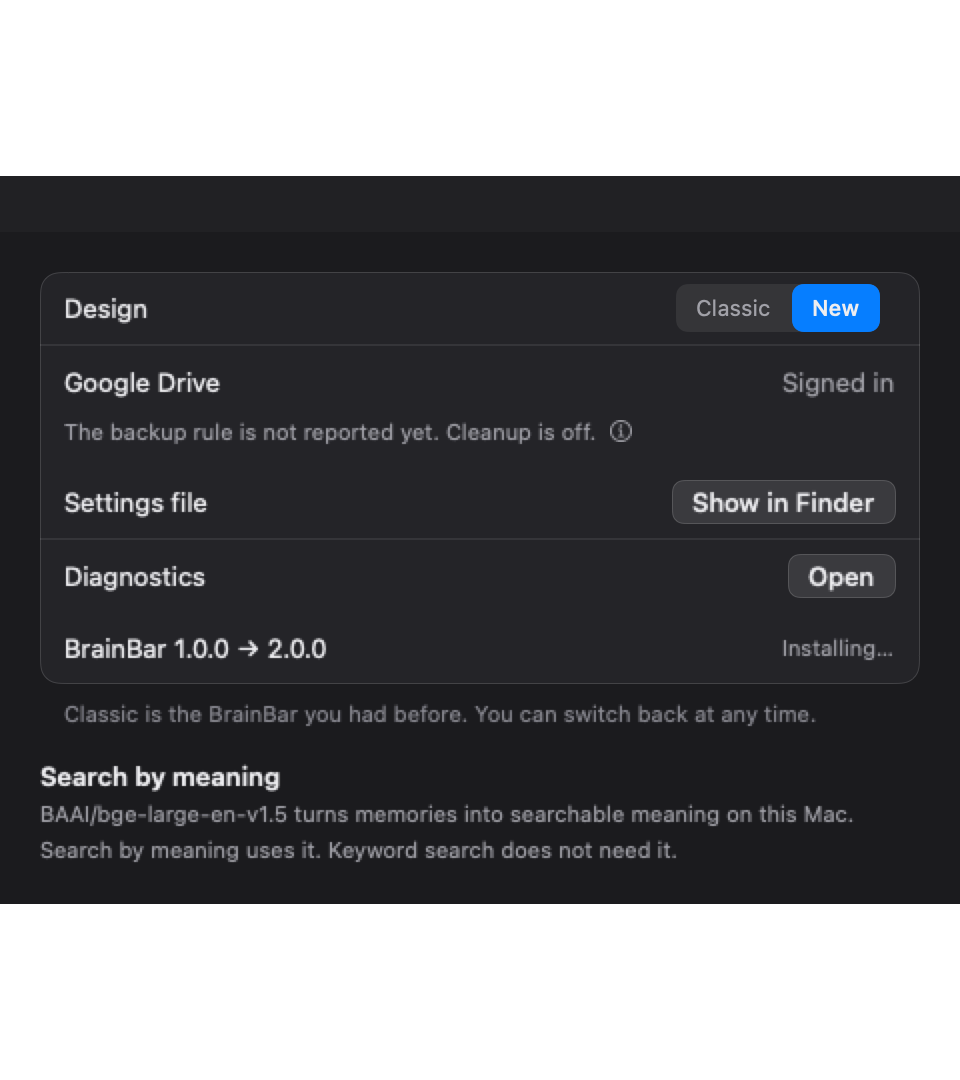 Design
Classic
New
Google Drive
Signed in
The backup rule is not reported yet. Cleanup is off.
Settings file
Show in Finder
Diagnostics
Open
BrainBar 1.0.0 → 2.0.0
Installing...
Classic is the BrainBar you had before. You can switch back at any time.
Search by meaning
BAAI/bge-large-en-v1.5 turns memories into searchable meaning on this Mac.
Search by meaning uses it. Keyword search does not need it.